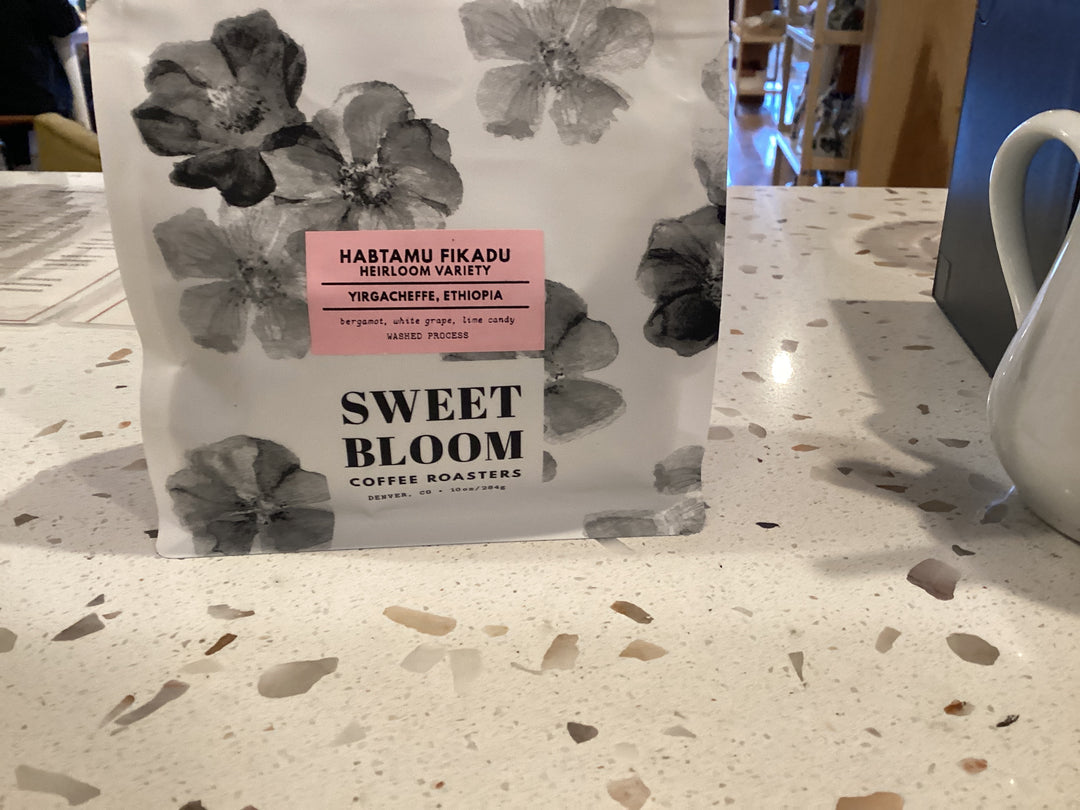 HABTAMU FIKADU
HEIRLOOM VARIETY
YIRGACHEFFE, ETHIOPIA
bergamot, white grape, lime candy
WASHED PROCESS
SWEET
BLOOM
COFFEE ROASTERS
DENVER, CO • 10oz/284g